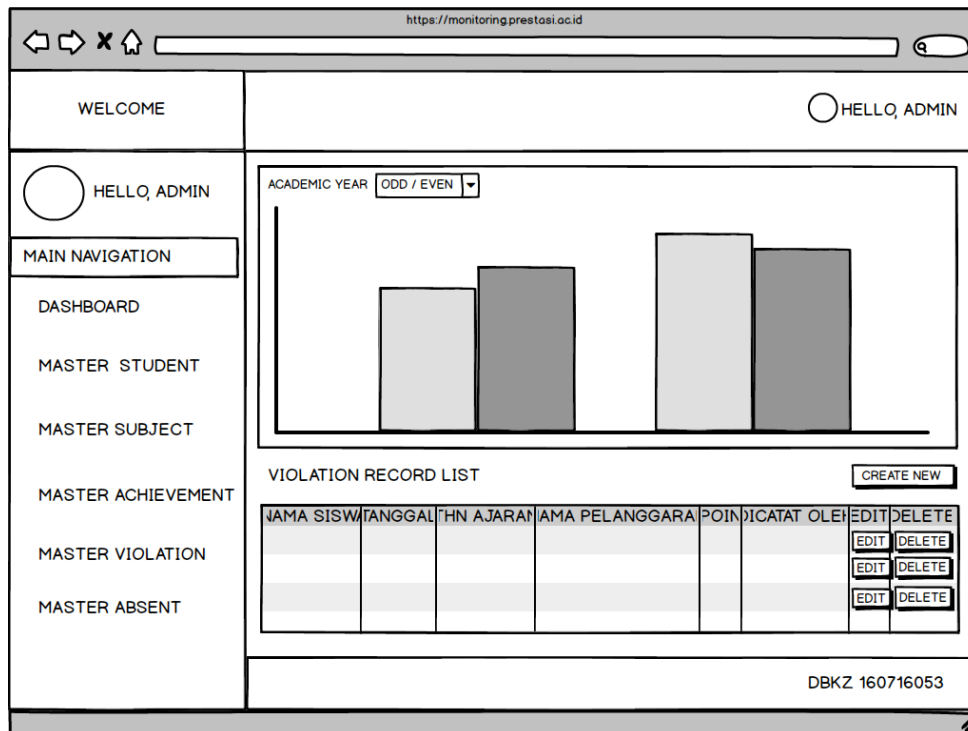 https://monitoring.prestasi.ac.id
WELCOME
HELLO, ADMIN
HELLO, ADMIN
MAIN NAVIGATION
DASHBOARD
MASTER STUDENT
MASTER SUBJECT
MASTER ACHIEVEMENT
MASTER VIOLATION
MASTER ABSENT
ACADEMIC YEAR ODD / EVEN
VIOLATION RECORD LIST CREATE NEW
NAMA SISWA TANGGAL THN AJARAN NAMA PELANGGARAN POIN DICATAT OLEH EDIT DELETE
EDIT DELETE
EDIT DELETE
EDIT DELETE
DBKZ 160716053